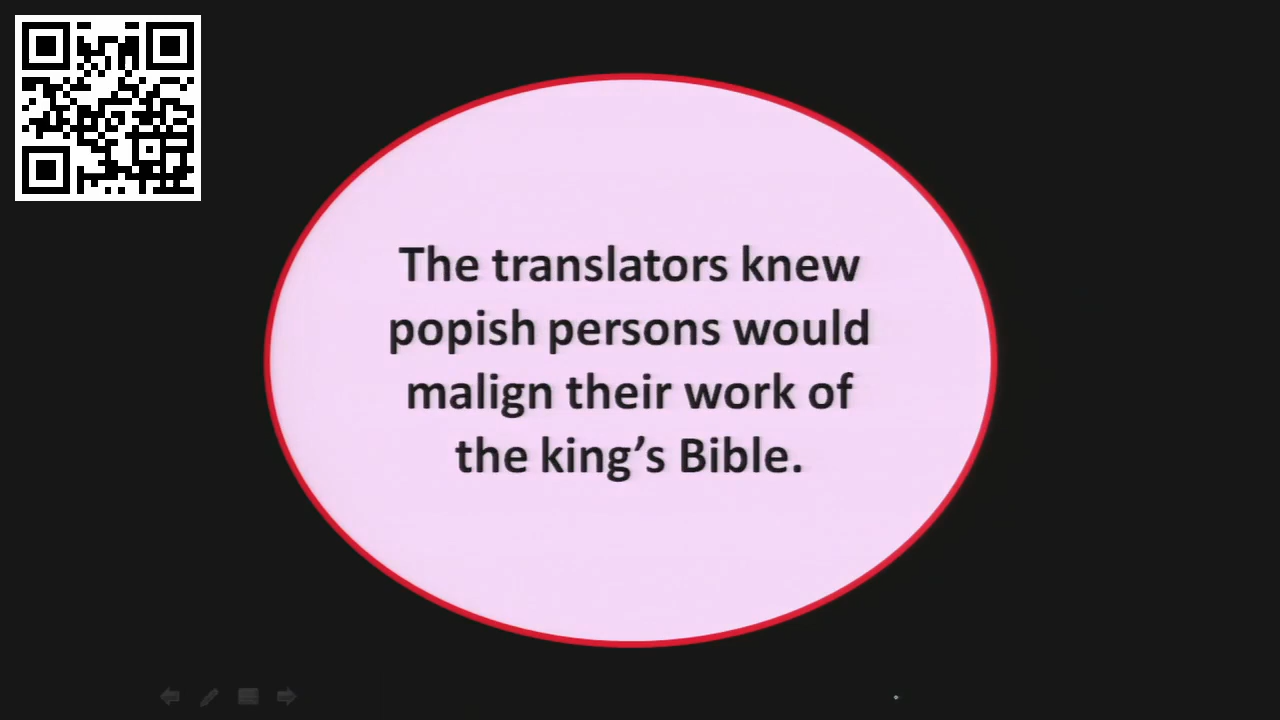 The translators knew
popish persons would
malign their work of
the king’s Bible.